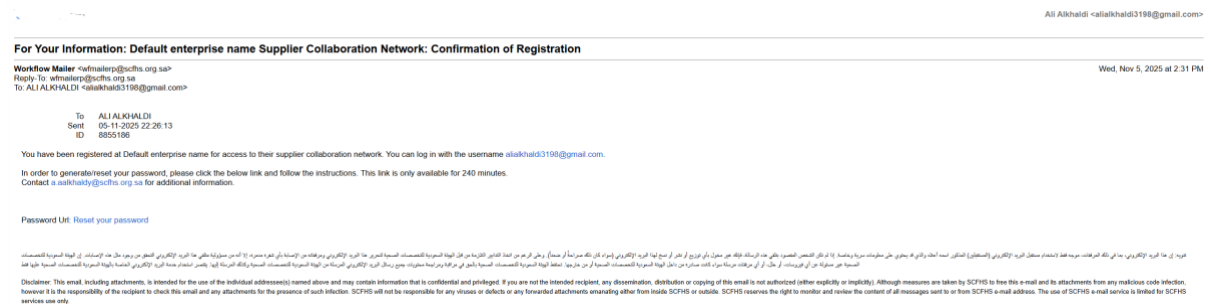 Ali Alkhaldi <alialkhaldi3198@gmail.com>
For Your Information: Default enterprise name Supplier Collaboration Network: Confirmation of Registration
Workflow Mailer <wfmailerp@scfhs.org.sa>
Wed, Nov 5, 2025 at 2:31 PM
Reply-To: wfmailerp@scfhs.org.sa
To: ALI ALKHALDI <alialkhaldi3198@gmail.com>
To ALI ALKHALDI
Sent 05-11-2025 22:26:13
ID 8855186
You have been registered at Default enterprise name for access to their supplier collaboration network. You can log in with the username alialkhaldi3198@gmail.com.
In order to generate/reset your password, please click the below link and follow the instructions. This link is only available for 240 minutes.
Contact a.aalkhaldy@scfhs.org.sa for additional information.
Password Url: Reset your password
Disclaimer: This email, including attachments, is intended for the use of the individual addressee(s) named above and may contain information that is confidential and privileged. If you are not the intended recipient, any dissemination, distribution or copying of this email is not authorized (either explicitly or implicitly). Although measures are taken by SCFHS to free this e-mail and its attachments from any malicious code infection,
however it is the responsibility of the recipient to check this email and any attachments for the presence of such infection. SCFHS will not be responsible for any viruses or defects or any forwarded attachments emanating either from inside SCFHS or outside. SCFHS reserves the right to monitor and review the content of all messages sent to or from SCFHS e-mail address. The use of SCFHS e-mail service is limited for SCFHS
services use only.